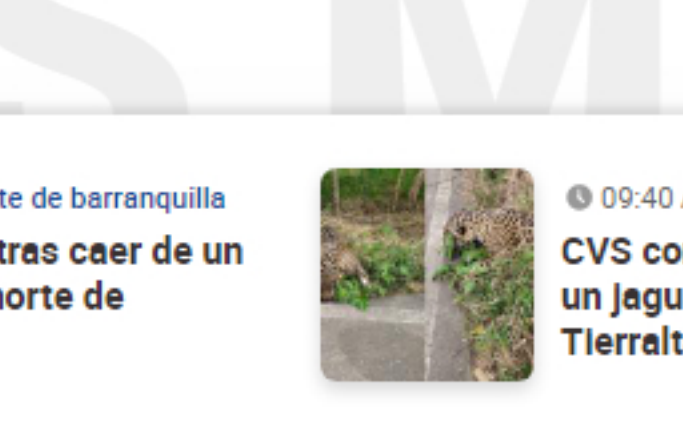 te de barranquilla
tras caer de un
norte de
09:40
CVS co
un jagu
Tierralt